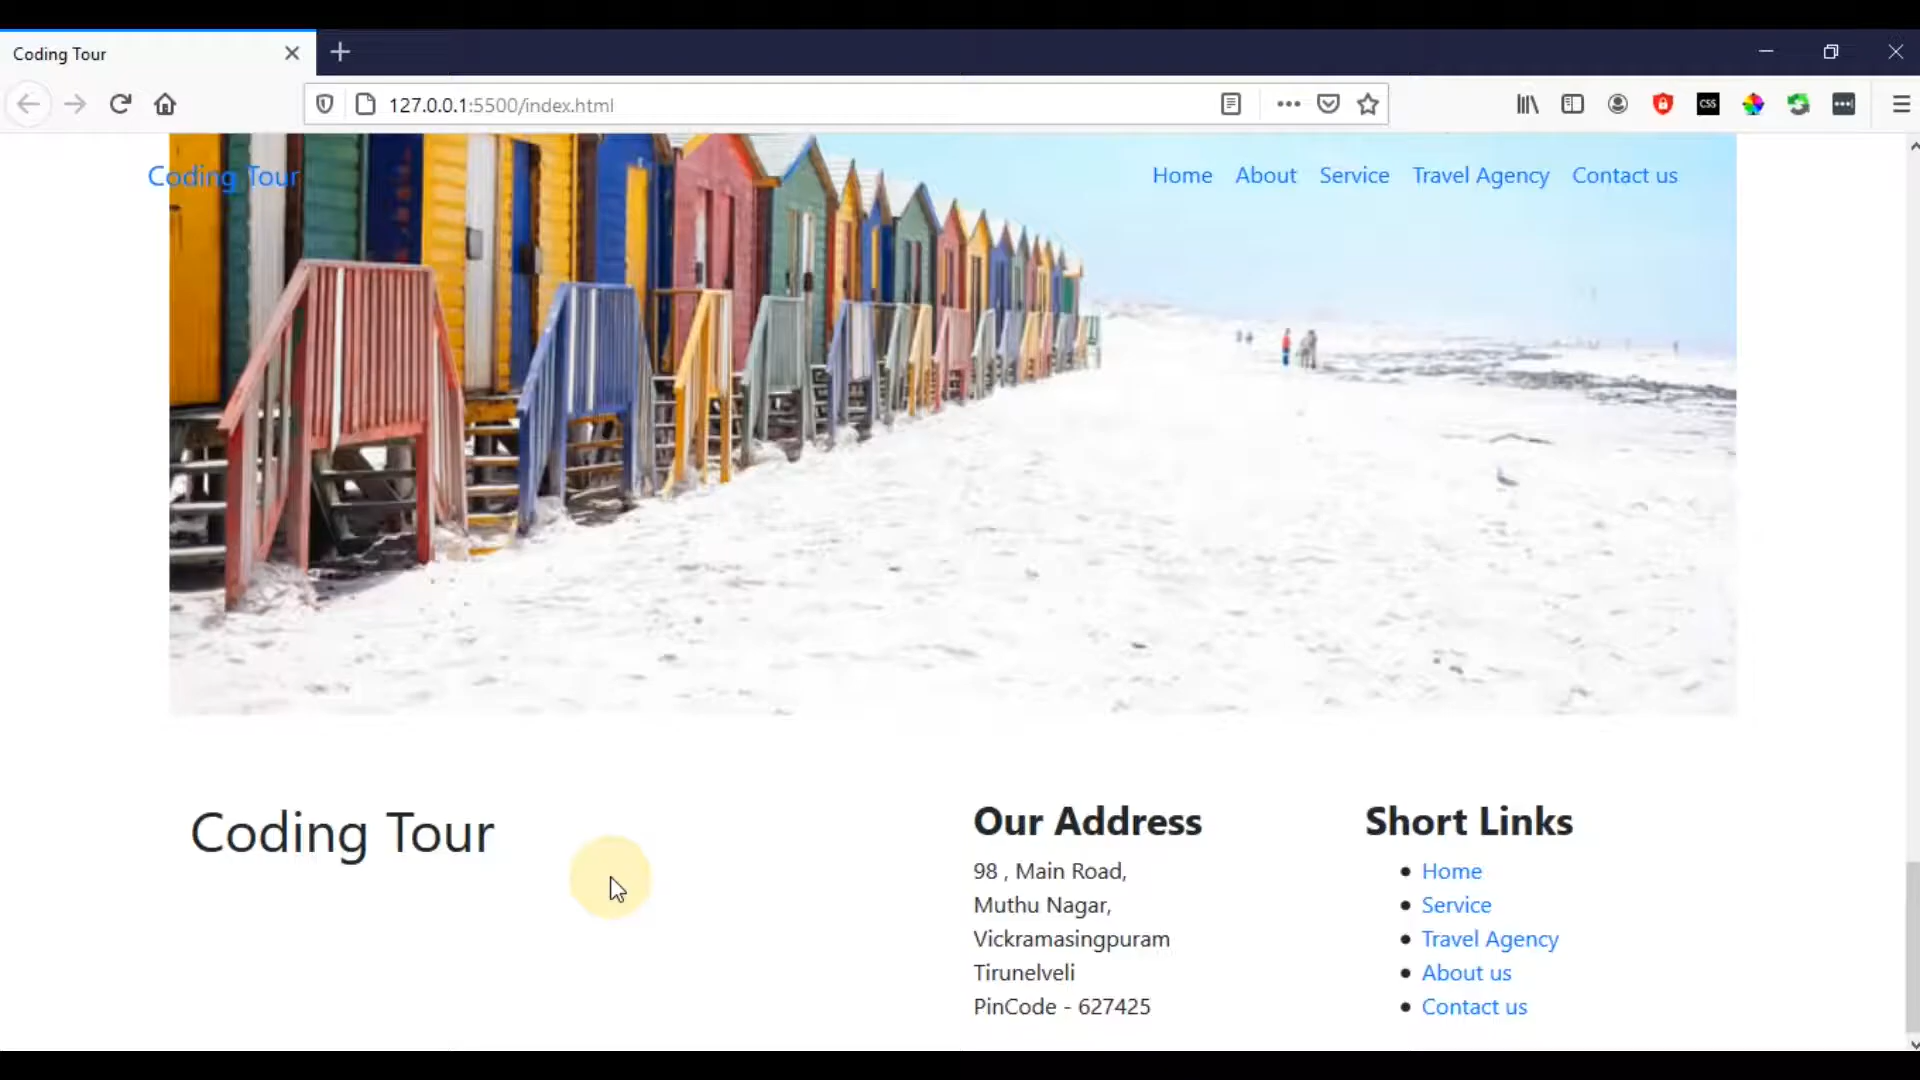 Coding Tour
127.0.0.1:5500/index.html
CSS
Coding Tour
Home About Service Travel Agency Contact us
Coding Tour
Our Address
98 , Main Road,
Muthu Nagar,
Vickramasingpuram
Tirunelveli
PinCode - 627425
Short Links
Home
Service
Travel Agency
About us
Contact us